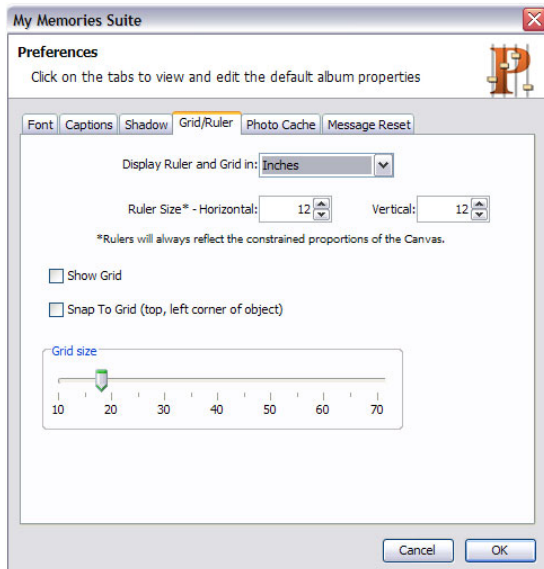 My Memories Suite
Preferences
Click on the tabs to view and edit the default album properties
Font Captions Shadow Grid/Ruler Photo Cache Message Reset
Display Ruler and Grid in: Inches
Ruler Size* - Horizontal: 12 Vertical: 12
*Rulers will always reflect the constrained proportions of the Canvas.
Show Grid
Snap To Grid (top, left corner of object)
Grid size
10 20 30 40 50 60 70
Cancel OK